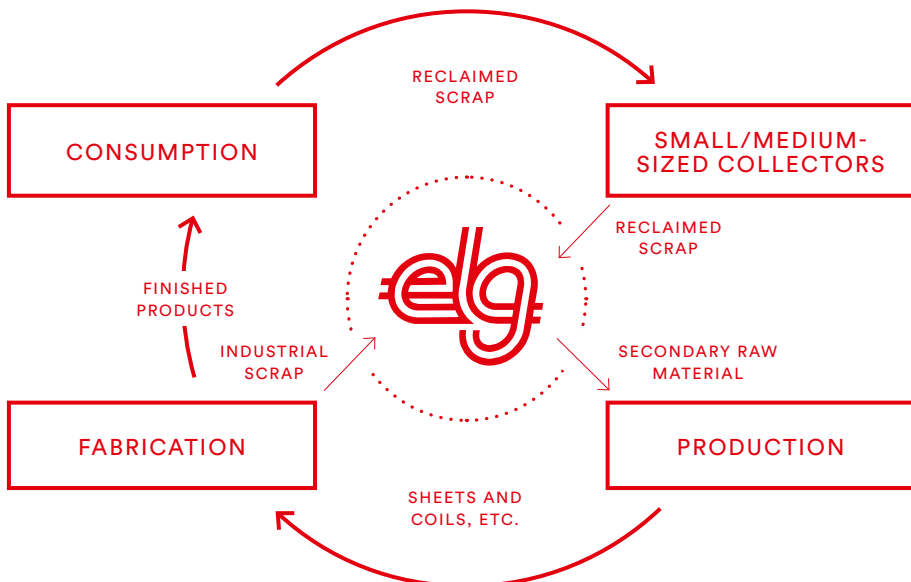 RECLAIMED
SCRAP
CONSUMPTION
SMALL/MEDIUM-
SIZED COLLECTORS
RECLAIMED
SCRAP
elg
FINISHED
PRODUCTS
INDUSTRIAL
SCRAP
SECONDARY RAW
MATERIAL
FABRICATION
PRODUCTION
SHEETS AND
COILS, ETC.